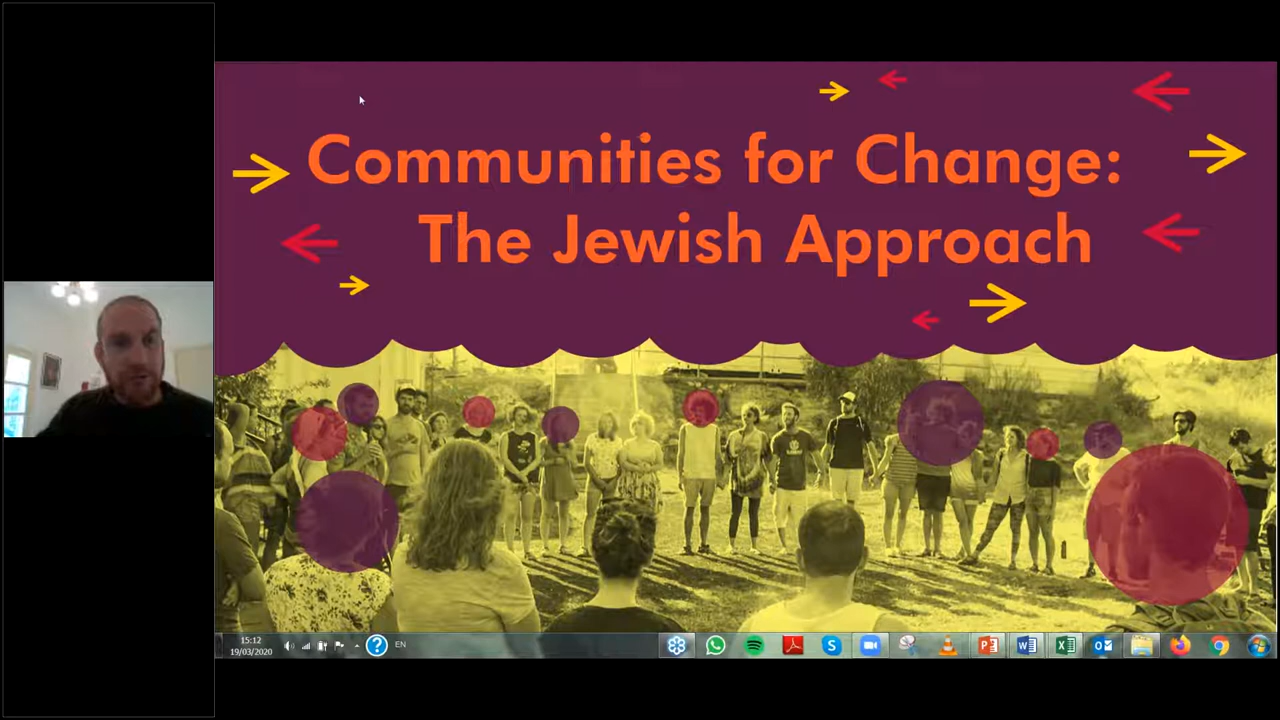 Communities for Change:
The Jewish Approach
15:12
19/03/2020
EN